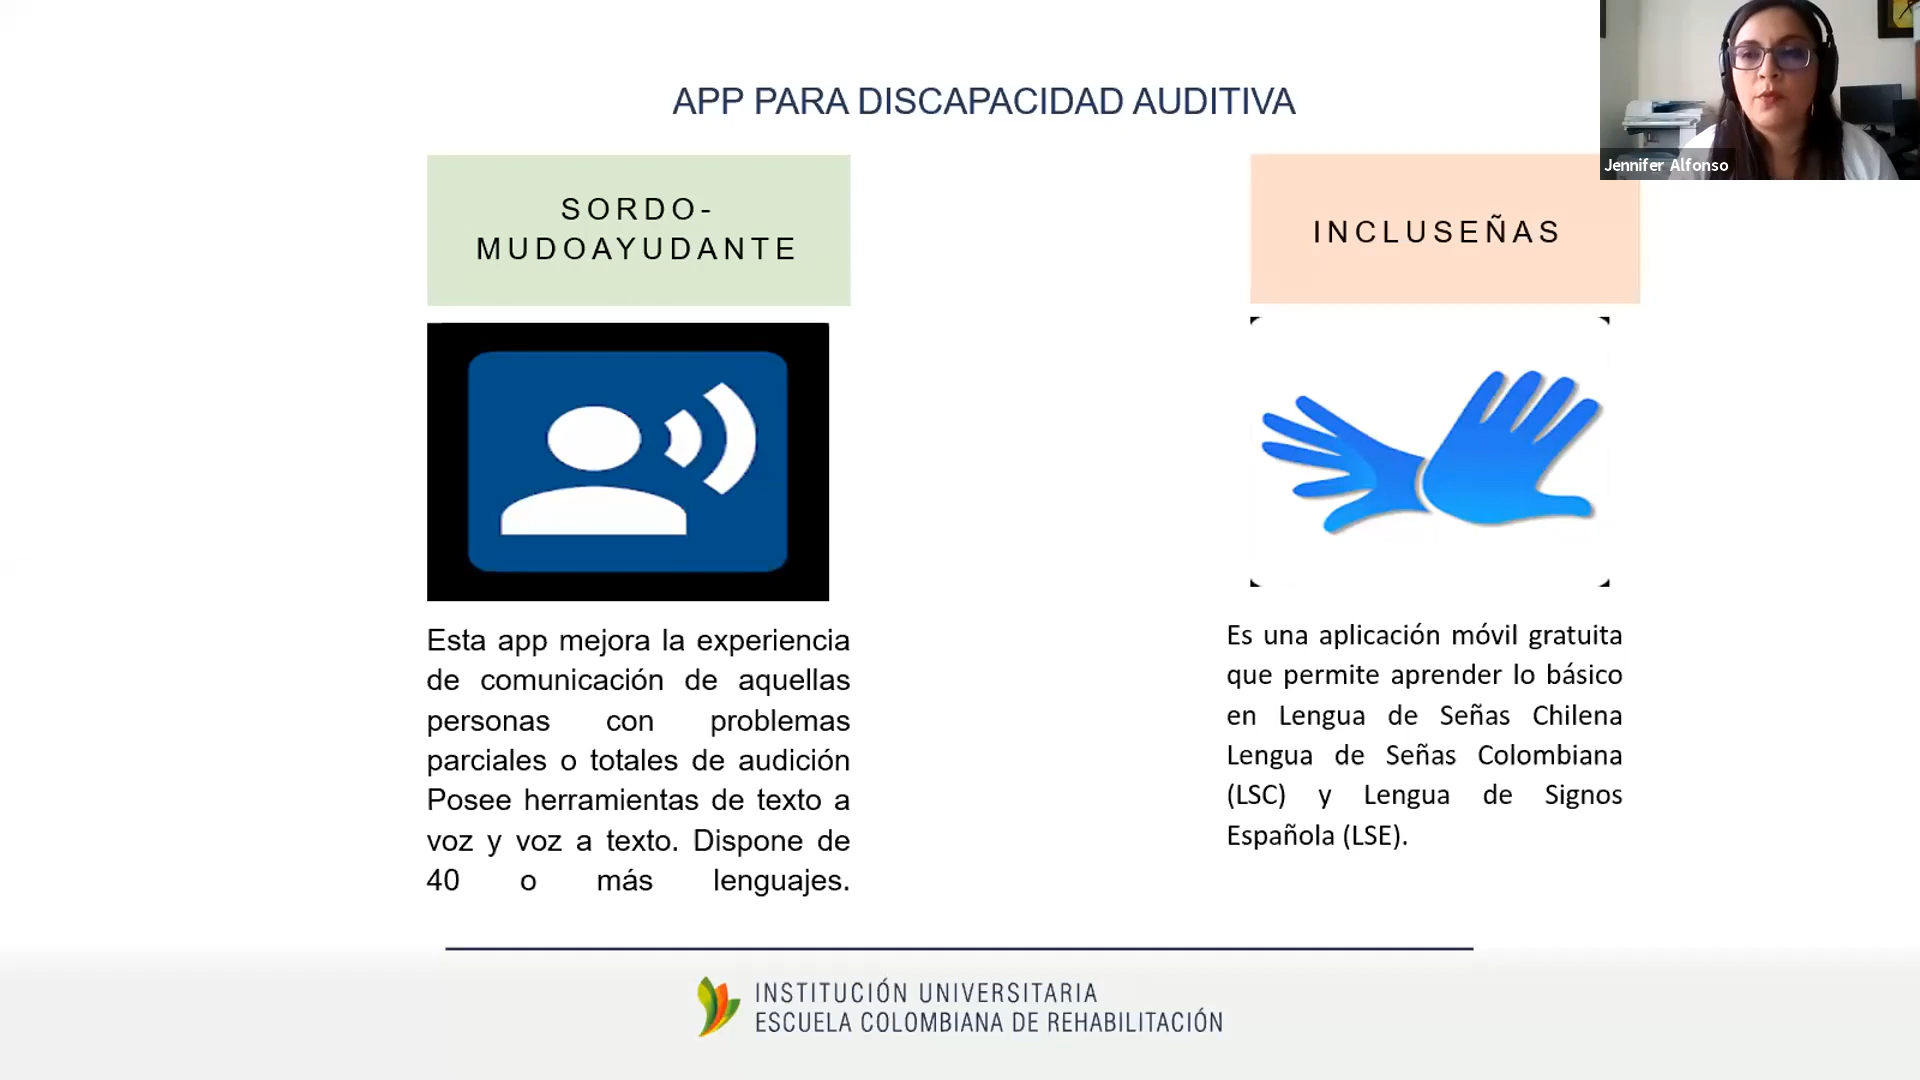 APP PARA DISCAPACIDAD AUDITIVA
SORDO-
MUDOAYUDANTE
Esta app mejora la experiencia
de comunicación de aquellas
personas con problemas
parciales o totales de audición
Posee herramientas de texto a
voz y voz a texto. Dispone de
40 o más lenguajes.
INCLUSEÑAS
Es una aplicación móvil gratuita
que permite aprender lo básico
en Lengua de Señas Chilena
Lengua de Señas Colombiana
(LSC) y Lengua de Signos
Española (LSE).
Jennifer Alfonso
INSTITUCIÓN UNIVERSITARIA
ESCUELA COLOMBIANA DE REHABILITACIÓN